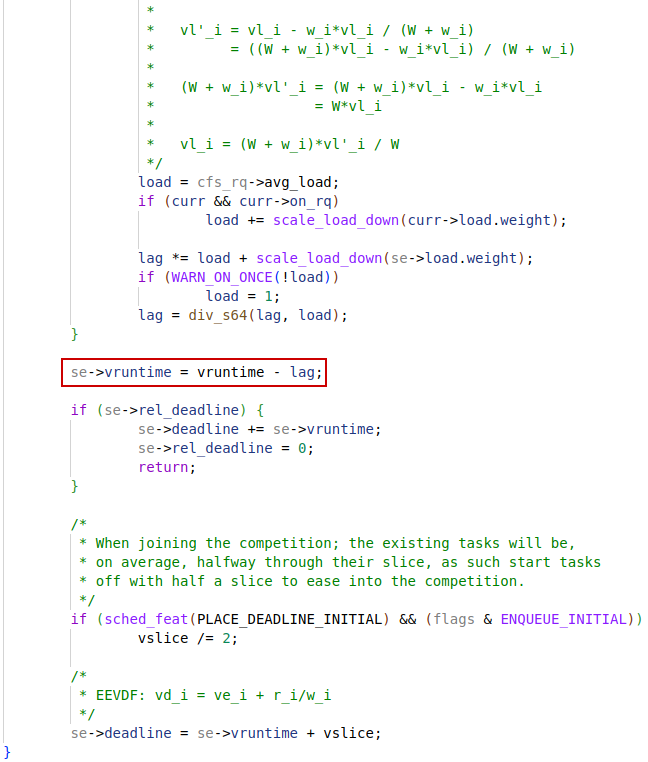 *
*   vl'_i = vl_i - w_i*vl_i / (W + w_i)
*         = ((W + w_i)*vl_i - w_i*vl_i) / (W + w_i)
*
*   (W + w_i)*vl'_i = (W + w_i)*vl_i - w_i*vl_i
*                   = W*vl_i
*
*   vl_i = (W + w_i)*vl'_i / W
*/
load = cfs_rq->avg_load;
if (curr && curr->on_rq)
load += scale_load_down(curr->load.weight);
lag *= load + scale_load_down(se->load.weight);
if (WARN_ON_ONCE(!load))
load = 1;
lag = div_s64(lag, load);
}
se->vruntime = vruntime - lag;
if (se->rel_deadline) {
se->deadline += se->vruntime;
se->rel_deadline = 0;
return;
}
/*
* When joining the competition; the existing tasks will be,
* on average, halfway through their slice, as such start tasks
* off with half a slice to ease into the competition.
*/
if (sched_feat(PLACE_DEADLINE_INITIAL) && (flags & ENQUEUE_INITIAL))
vslice /= 2;
/*
* EEVDF: vd_i = ve_i + r_i/w_i
*/
se->deadline = se->vruntime + vslice;
}